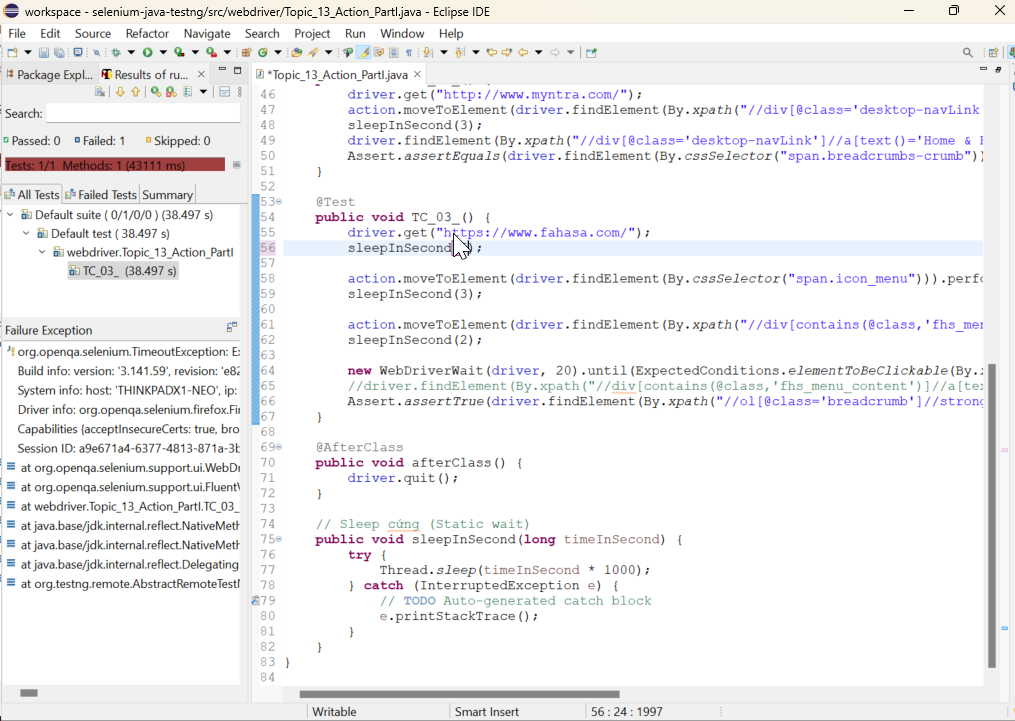 workspace - selenium-java-testng/src/webdriver/Topic_13_Action_PartI.java - Eclipse IDE
File Edit Source Refactor Navigate Search Project Run Window Help
Package Expl... Results of ru...
*Topic_13_Action_PartI.java
Search:
Passed: 0 Failed: 1 Skipped: 0
Tests: 1/1 Methods: 1 (43111 ms)
All Tests Failed Tests Summary
Default suite ( 0/1/0/0 ) (38.497 s)
Default test ( 38.497 s)
webdriver.Topic_13_Action_PartI
TC_03_ (38.497 s)
Failure Exception
org.openqa.selenium.TimeoutException: E
Build info: version: '3.141.59', revision: 'e82
System info: host: 'THINKPADX1-NEO', ip:
Driver info: org.openqa.selenium.firefox.Fi
Capabilities {acceptInsecureCerts: true, bro
Session ID: a9e671a4-6377-4813-871a-3b
at org.openqa.selenium.support.ui.WebDr
at org.openqa.selenium.support.ui.Fluent
at webdriver.Topic_13_Action_PartI.TC_03_
at java.base/jdk.internal.reflect.NativeMeth
at java.base/jdk.internal.reflect.NativeMeth
at java.base/jdk.internal.reflect.Delegating
at org.testng.remote.AbstractRemoteTest
46 driver.get("http://www.myntra.com/");
47 action.moveToElement(driver.findElement(By.xpath("//div[@class='desktop-navLink'
48 sleepInSecond(3);
49 driver.findElement(By.xpath("//div[@class='desktop-navLink']//a[text()='Home &
50 Assert.assertEquals(driver.findElement(By.cssSelector("span.breadcrumbs-crumb"))
51 }
52
53 @Test
54 public void TC_03_() {
55 driver.get("https://www.fahasa.com/");
56 sleepInSecond( );
57
58 action.moveToElement(driver.findElement(By.cssSelector("span.icon_menu"))).perfo
59 sleepInSecond(3);
60
61 action.moveToElement(driver.findElement(By.xpath("//div[contains(@class,'fhs_me
62 sleepInSecond(2);
63
64 new WebDriverWait(driver, 20).until(ExpectedConditions.elementToBeClickable(By.
65 //driver.findElement(By.xpath("//div[contains(@class,'fhs_menu_content')]//a[te
66 Assert.assertTrue(driver.findElement(By.xpath("//ol[@class='breadcrumb']//strong
67 }
68
69 @AfterClass
70 public void afterClass() {
71 driver.quit();
72 }
73
74 // Sleep cứng (Static wait)
75 public void sleepInSecond(long timeInSecond) {
76 try {
77 Thread.sleep(timeInSecond * 1000);
78 } catch (InterruptedException e) {
79 // TODO Auto-generated catch block
80 e.printStackTrace();
81 }
82 }
83 }
84
Writable Smart Insert 56 : 24 : 1997